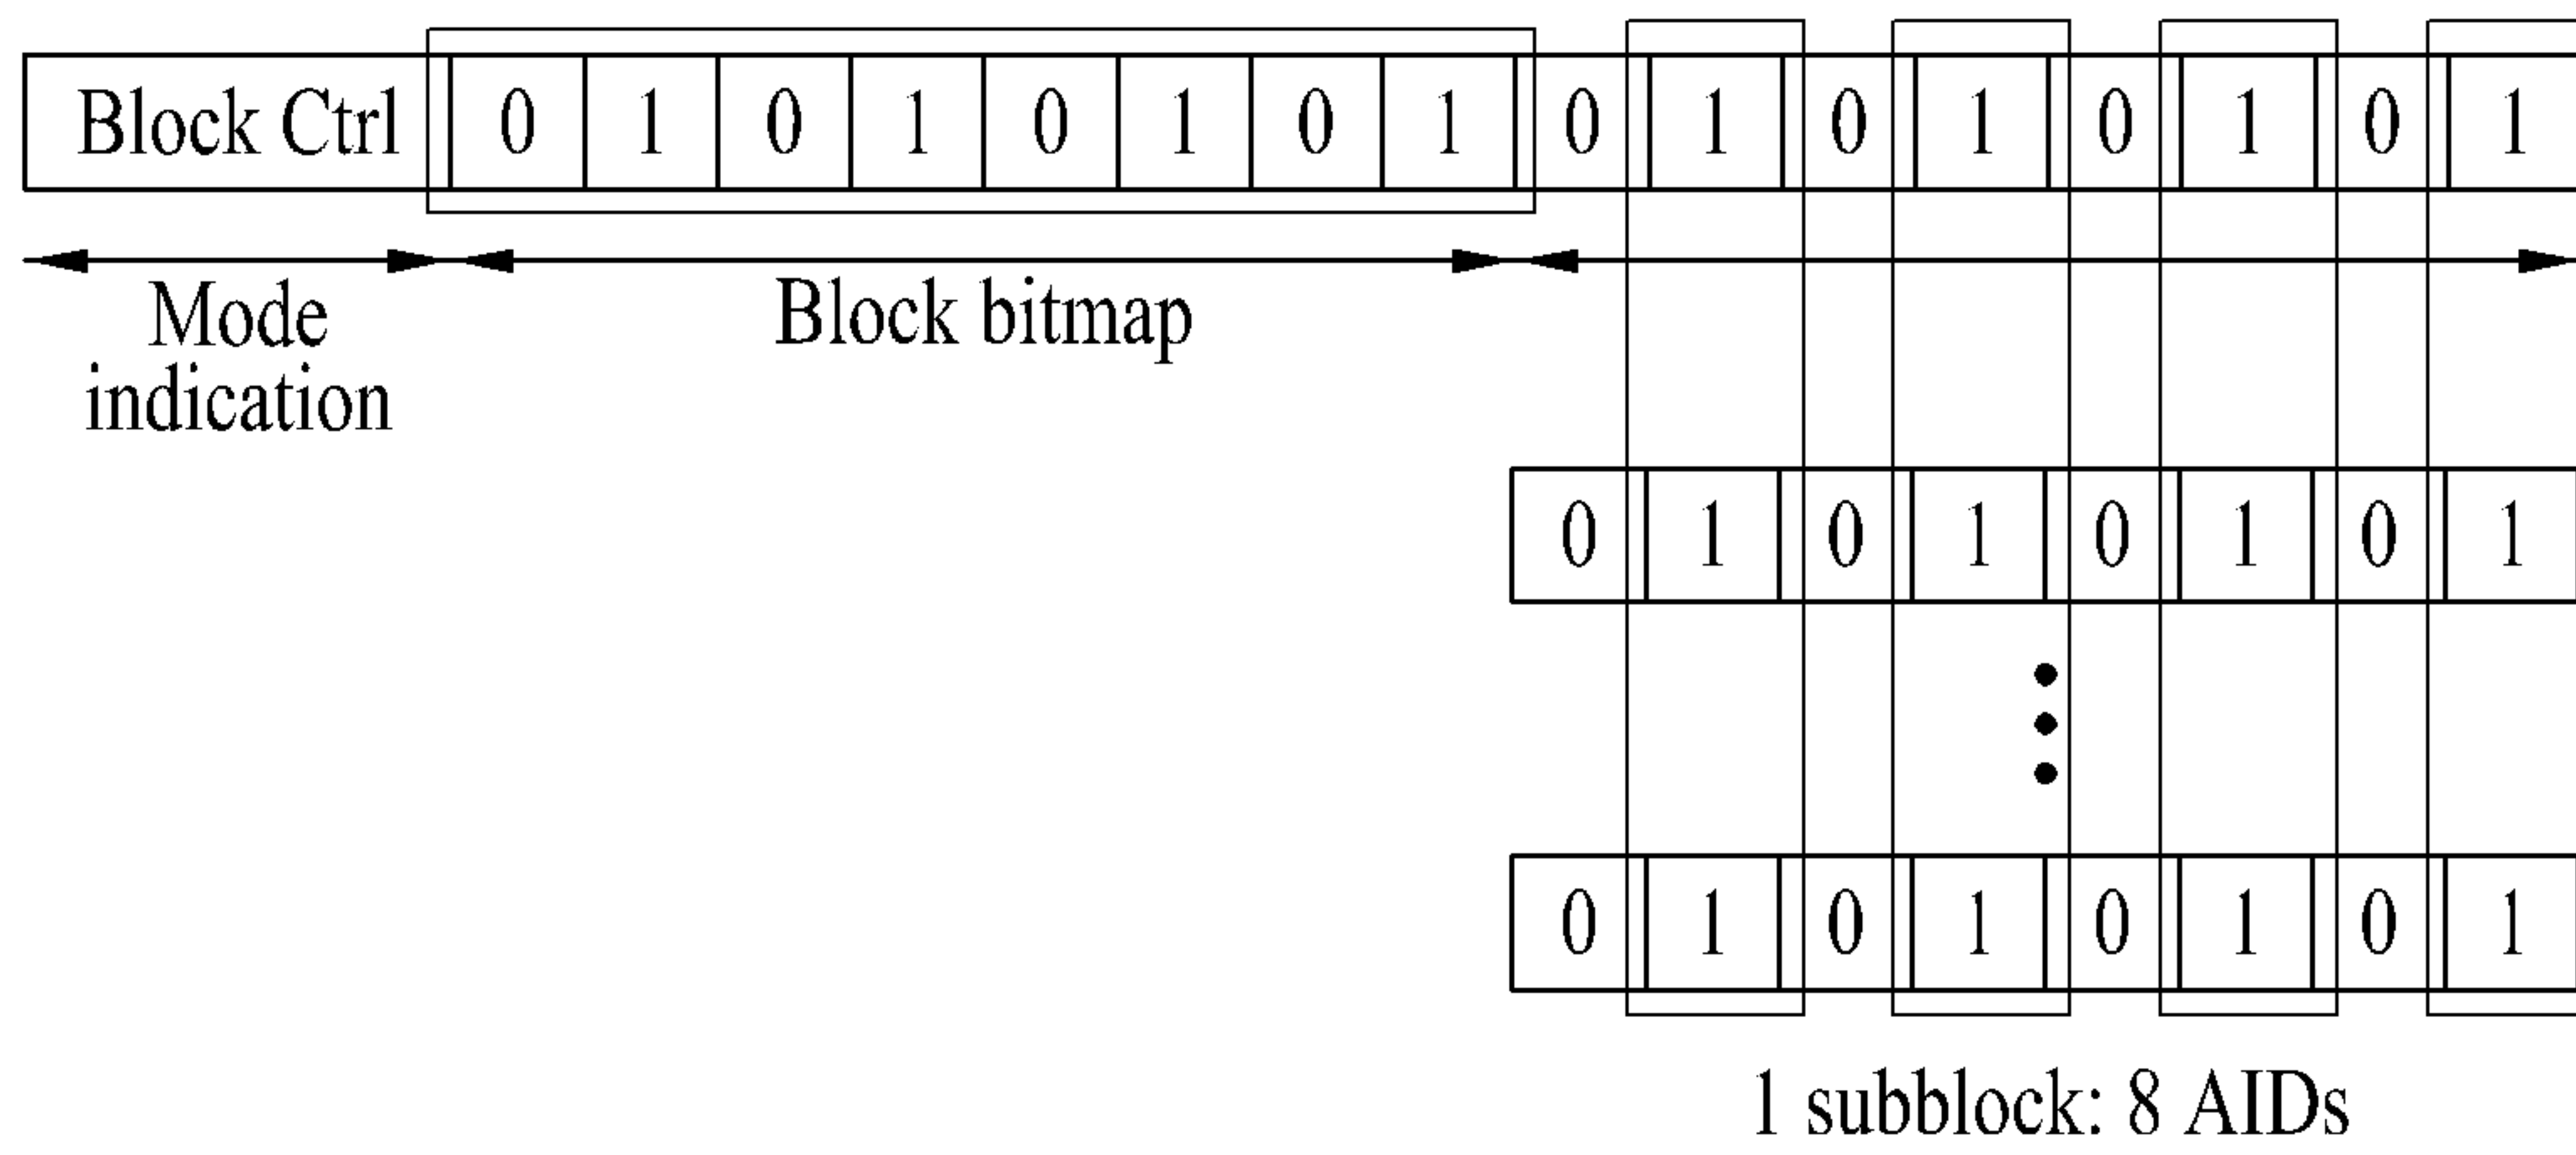 Block Ctrl 0 1 0 1 0 1 0 1 0 1 0 1 0 1 0 1
Mode
indication
Block bitmap
0 1 0 1 0 1 0 1
0 1 0 1 0 1 0 1
1 subblock: 8 AIDs